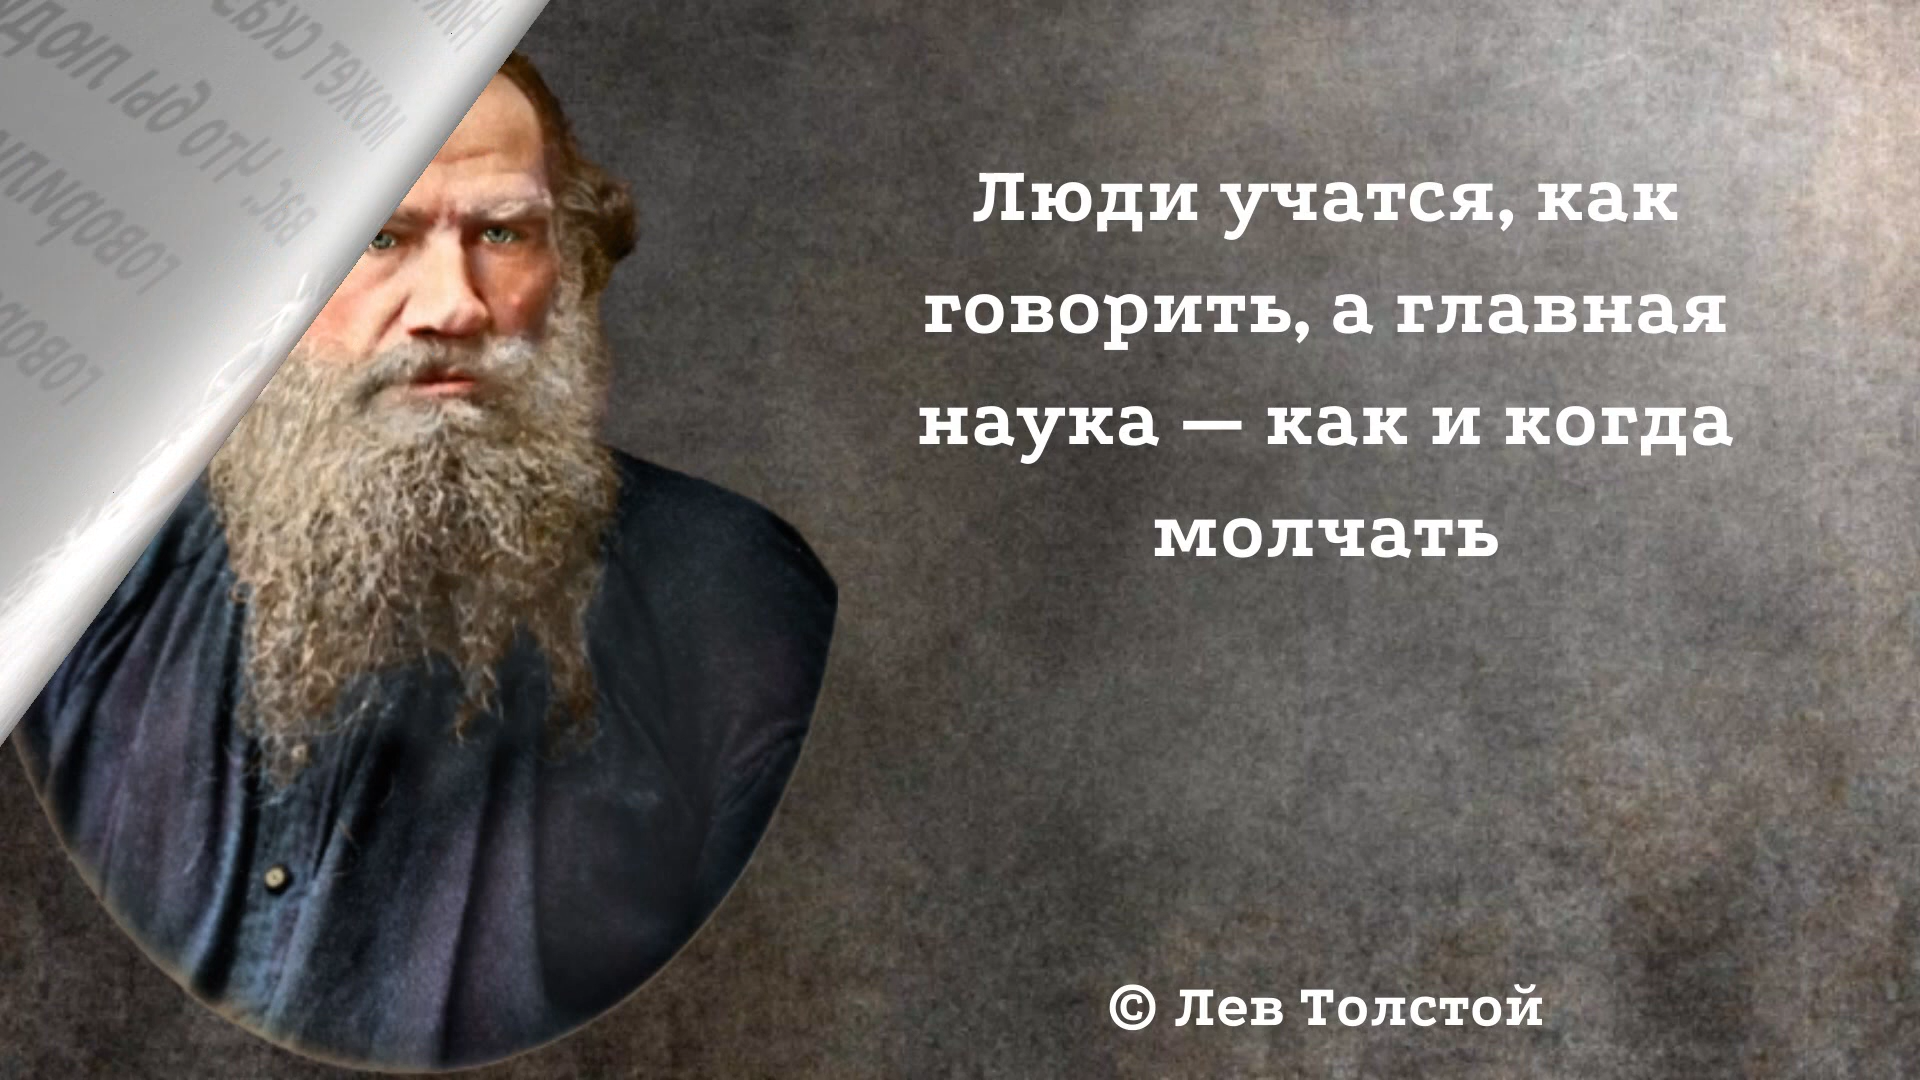 Люди учатся, как
говорить, а главная
наука — как и когда
молчать
© Лев Толстой